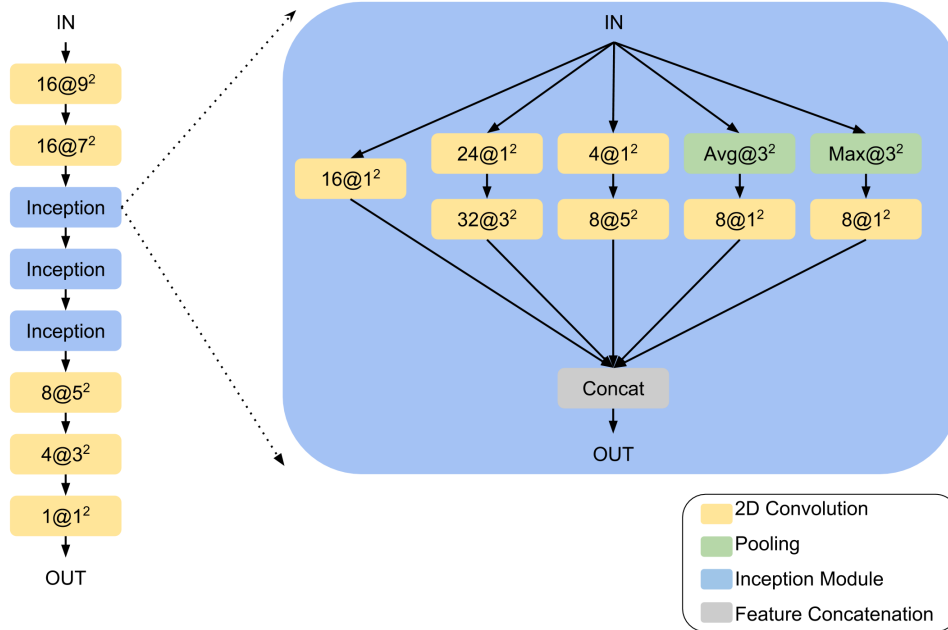 IN
16@9²
16@7²
Inception
Inception
Inception
8@5²
4@3²
1@1²
OUT
IN
24@1² 4@1² Avg@3² Max@3²
16@1²
32@3² 8@5² 8@1² 8@1²
Concat
OUT
2D Convolution
Pooling
Inception Module
Feature Concatenation